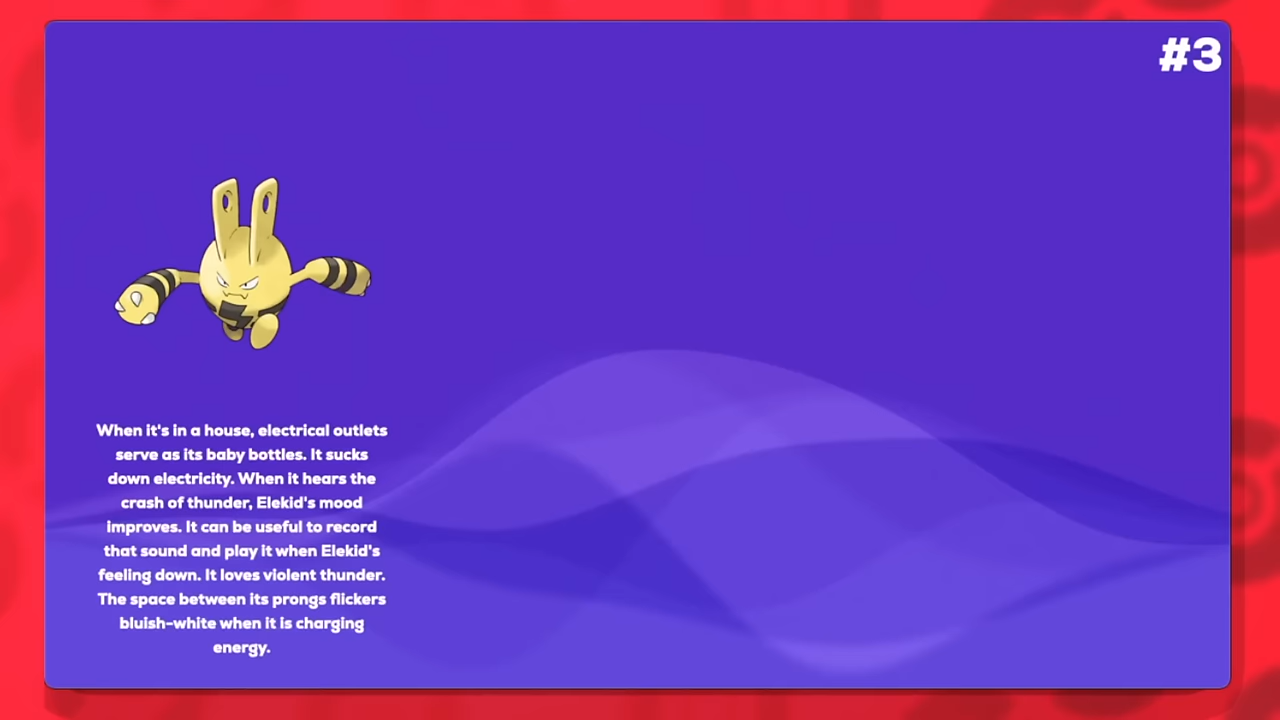 #3
When it's in a house, electrical outlets
serve as its baby bottles. It sucks
down electricity. When it hears the
crash of thunder, Elekid's mood
improves. It can be useful to record
that sound and play it when Elekid's
feeling down. It loves violent thunder.
The space between its prongs flickers
bluish-white when it is charging
energy.